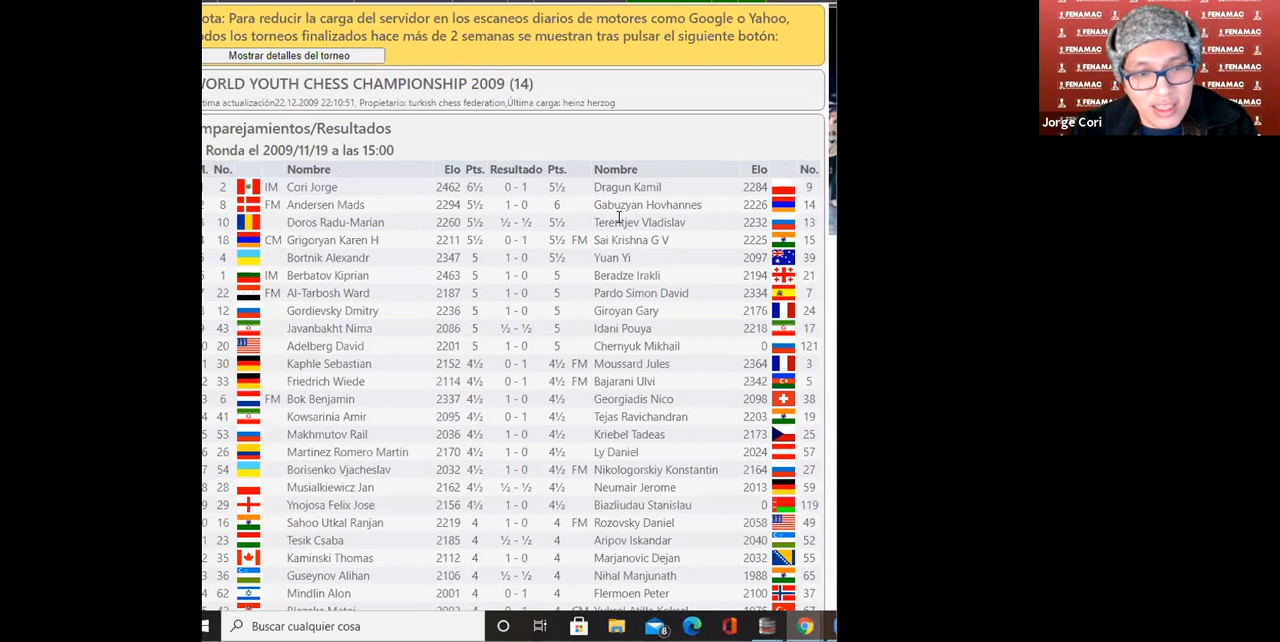 ota: Para reducir la carga del servidor en los escaneos diarios de motores como Google o Yahoo,
dos los torneos finalizados hace más de 2 semanas se muestran tras pulsar el siguiente botón:
Mostrar detalles del torneo
WORLD YOUTH CHESS CHAMPIONSHIP 2009 (14)
tima actualización22.12.2009 22:10:51, Propietario: turkish chess federation,Última carga: heinz herzog
mparejamientos/Resultados
Ronda el 2009/11/19 a las 15:00
No. Nombre Elo Pts. Resultado Pts. Nombre Elo No.
2 IM Cori Jorge 2462 6½ 0 - 1 5½ Dragun Kamil 2284 9
8 FM Andersen Mads 2294 5½ 1 - 0 6 Gabuzyan Hovhannes 2226 14
10 Doros Radu-Marian 2260 5½ ½ - ½ 5½ Terentjev Vladislav 2232 13
18 CM Grigoryan Karen H 2211 5½ 0 - 1 5½ FM Sai Krishna G V 2225 15
4 Bortnik Alexandr 2347 5 1 - 0 5½ Yuan Yi 2097 39
1 IM Berbatov Kiprian 2463 5 1 - 0 5 Beradze Irakli 2194 21
22 FM Al-Tarbosh Ward 2187 5 1 - 0 5 Pardo Simon David 2334 7
12 Gordievsky Dmitry 2236 5 1 - 0 5 Giroyan Gary 2176 24
9 43 Javanbakht Nima 2086 5 ½ - ½ 5 Idani Pouya 2218 17
0 20 Adelberg David 2201 5 1 - 0 5 Chernyuk Mikhail 0 121
1 30 Kaphle Sebastian 2152 4½ 0 - 1 4½ FM Moussard Jules 2364 3
2 33 Friedrich Wiede 2114 4½ 0 - 1 4½ FM Bajarani Ulvi 2342 5
3 6 FM Bok Benjamin 2337 4½ 1 - 0 4½ Georgiadis Nico 2098 38
4 41 Kowsarinia Amir 2095 4½ 0 - 1 4½ Tejas Ravichandran 2203 19
5 53 Makhmutov Rail 2036 4½ 1 - 0 4½ Kriebel Tadeas 2173 25
6 26 Martinez Romero Martin 2170 4½ 1 - 0 4½ Ly Daniel 2024 57
7 54 Borisenko Vjacheslav 2032 4½ 1 - 0 4½ FM Nikologorskiy Konstantin 2164 27
8 28 Musialkiewicz Jan 2162 4½ ½ - ½ 4½ Neumair Jerome 2013 59
9 29 Ynojosa Felix Jose 2156 4½ 1 - 0 4½ Biazliudau Stanislau 0 119
0 16 Sahoo Utkal Ranjan 2219 4 1 - 0 4 FM Rozovsky Daniel 2058 49
1 23 Tesik Csaba 2185 4 ½ - ½ 4 Aripov Iskandar 2040 52
2 35 Kaminski Thomas 2112 4 1 - 0 4 Marjanovic Dejan 2032 55
3 36 Guseynov Alihan 2106 4 ½ - ½ 4 Nihal Manjunath 1988 65
4 62 Mindlin Alon 2001 4 0 - 1 4 Flermoen Peter 2100 37
Buscar cualquier cosa
8
FENAMAC
Jorge Cori